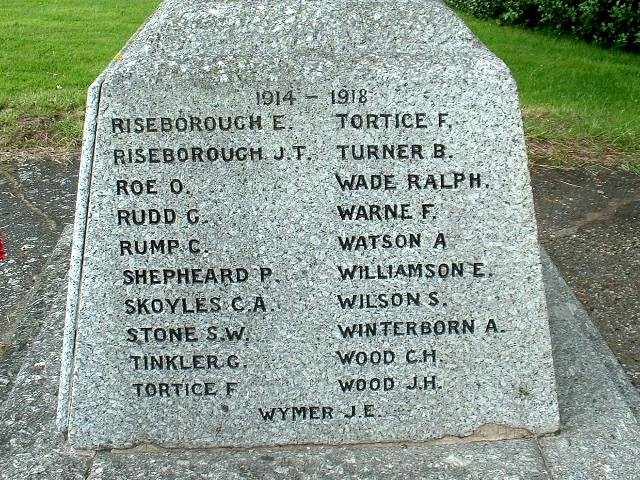 1914 – 1918
RISEBOROUGH E.
RISEBOROUGH J.T.
ROE O.
RUDD G.
RUMP C.
SHEPHEARD P.
SKOYLES C.A.
STONE S.W.
TINKLER G.
TORTICE F
TORTICE F.
TURNER B.
WADE RALPH.
WARNE F.
WATSON A
WILLIAMSON E.
WILSON S.
WINTERBORN A.
WOOD C.H.
WOOD J.H.
WYMER J.E.